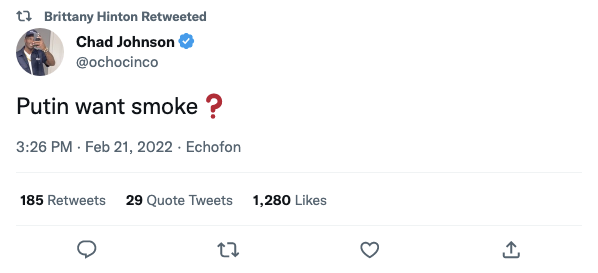 Brittany Hinton Retweeted
Chad Johnson
@ochocinco
Putin want smoke❓
3:26 PM · Feb 21, 2022 · Echofon
185 Retweets 29 Quote Tweets 1,280 Likes